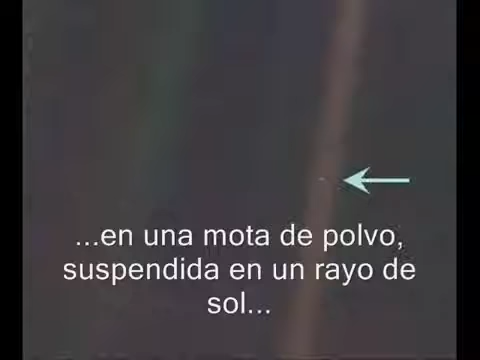 ...en una mota de polvo,
suspendida en un rayo de
sol...